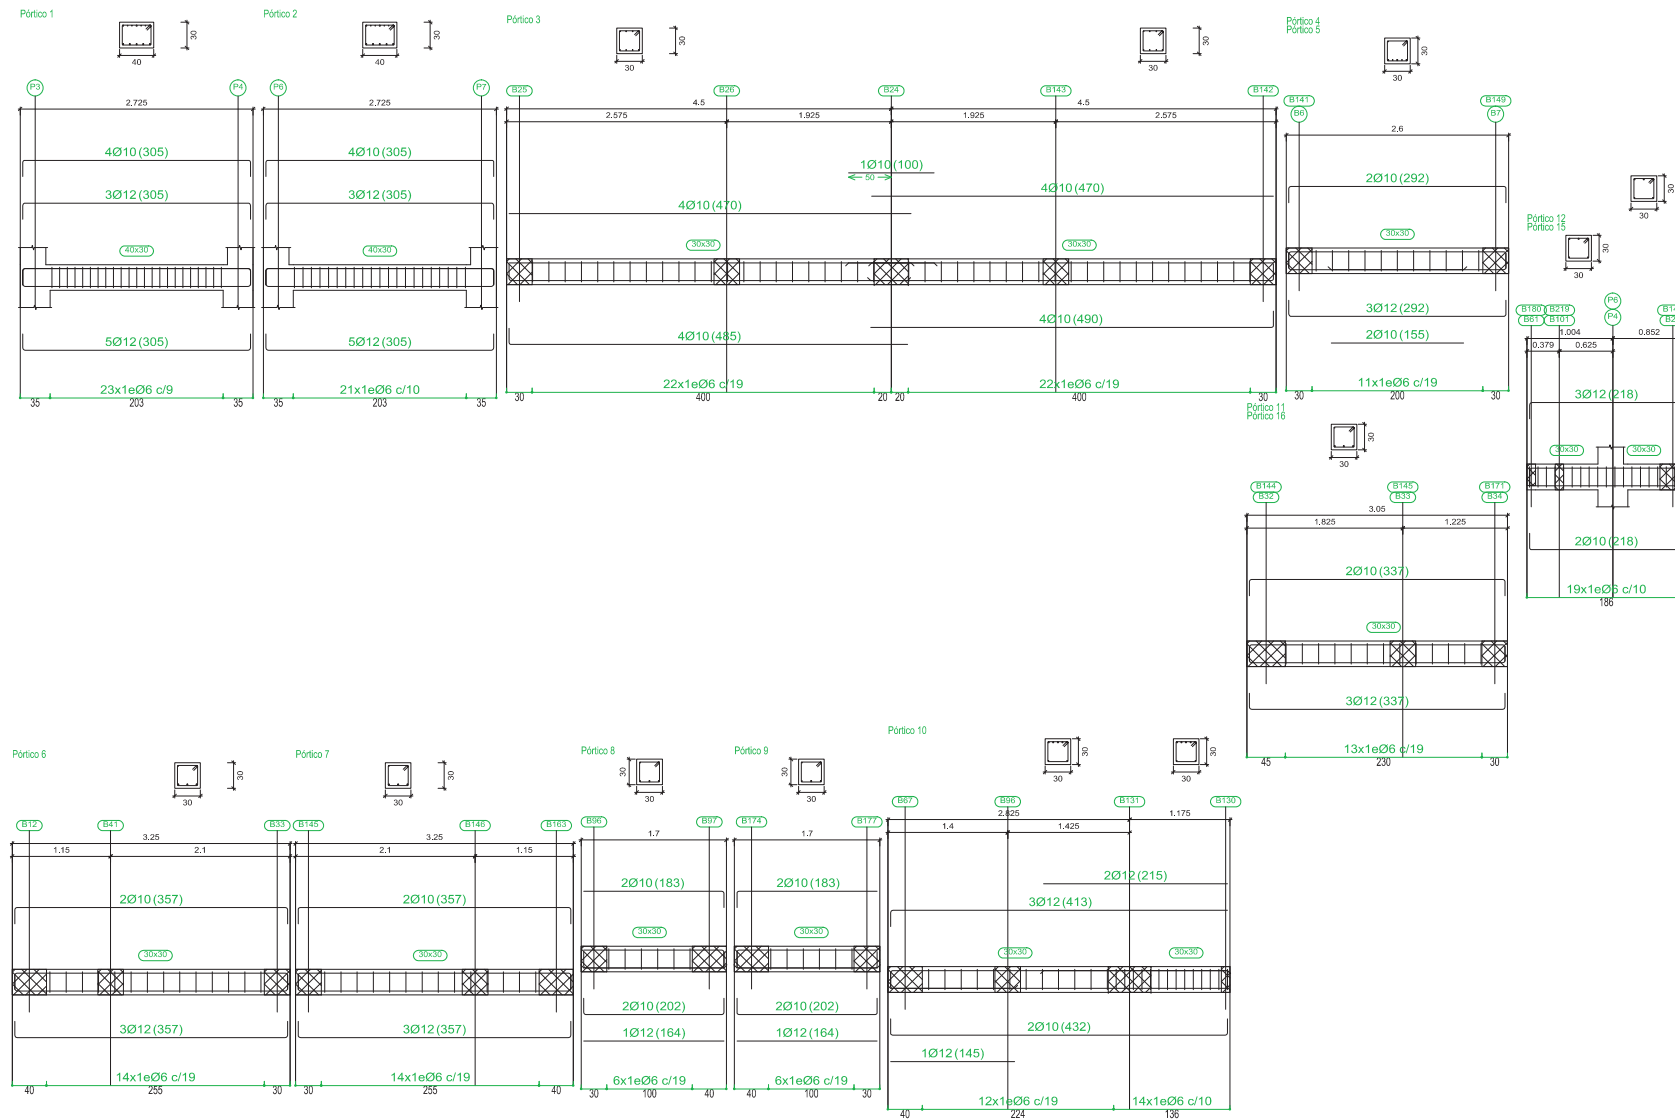 Pórtico 1
30
40
P3
P4
2.725
4Ø10(305)
3Ø12(305)
40x30
5Ø12(305)
23x1eØ6 c/9
35
203
35
Pórtico 2
30
40
P6
P7
2.725
4Ø10(305)
3Ø12(305)
40x30
5Ø12(305)
21x1eØ6 c/10
35
203
35
Pórtico 3
30
30
30
30
B25
B26
B24
B143
B142
4.5
4.5
2.575
1.925
1.925
2.575
1Ø10(100)
50
4Ø10(470)
4Ø10(470)
30x30
30x30
4Ø10(490)
4Ø10(485)
22x1eØ6 c/19
22x1eØ6 c/19
30
400
20
20
400
30
Pórtico 4
Pórtico 5
30
30
B141
B149
B6
B7
2.6
2Ø10(292)
30x30
3Ø12(292)
2Ø10(155)
11x1eØ6 c/19
30
200
30
Pórtico 12
Pórtico 15
30
30
30
30
P6
B180
B219
B61
B101
P4
1.004
0.852
0.379
0.625
3Ø12(218)
30x30
30x30
2Ø10(218)
19x1eØ6 c/10
186
Pórtico 11
Pórtico 16
30
30
B144
B145
B171
B32
B33
B34
3.05
1.825
1.225
2Ø10(337)
30x30
3Ø12(337)
13x1eØ6 c/19
45
230
30
Pórtico 6
30
30
B12
B41
B33
3.25
1.15
2.1
2Ø10(357)
30x30
3Ø12(357)
14x1eØ6 c/19
40
255
30
Pórtico 7
30
30
B145
B146
B163
3.25
2.1
1.15
2Ø10(357)
30x30
3Ø12(357)
14x1eØ6 c/19
30
255
40
Pórtico 8
30
30
B96
B97
1.7
2Ø10(183)
30x30
2Ø10(202)
1Ø12(164)
6x1eØ6 c/19
30
100
40
Pórtico 9
30
30
B174
B177
1.7
2Ø10(183)
30x30
2Ø10(202)
1Ø12(164)
6x1eØ6 c/19
40
100
30
Pórtico 10
30
30
30
30
B67
B96
B131
B130
2.825
1.175
1.4
1.425
2Ø12(215)
3Ø12(413)
30x30
30x30
2Ø10(432)
1Ø12(145)
12x1eØ6 c/19
14x1eØ6 c/10
40
224
136